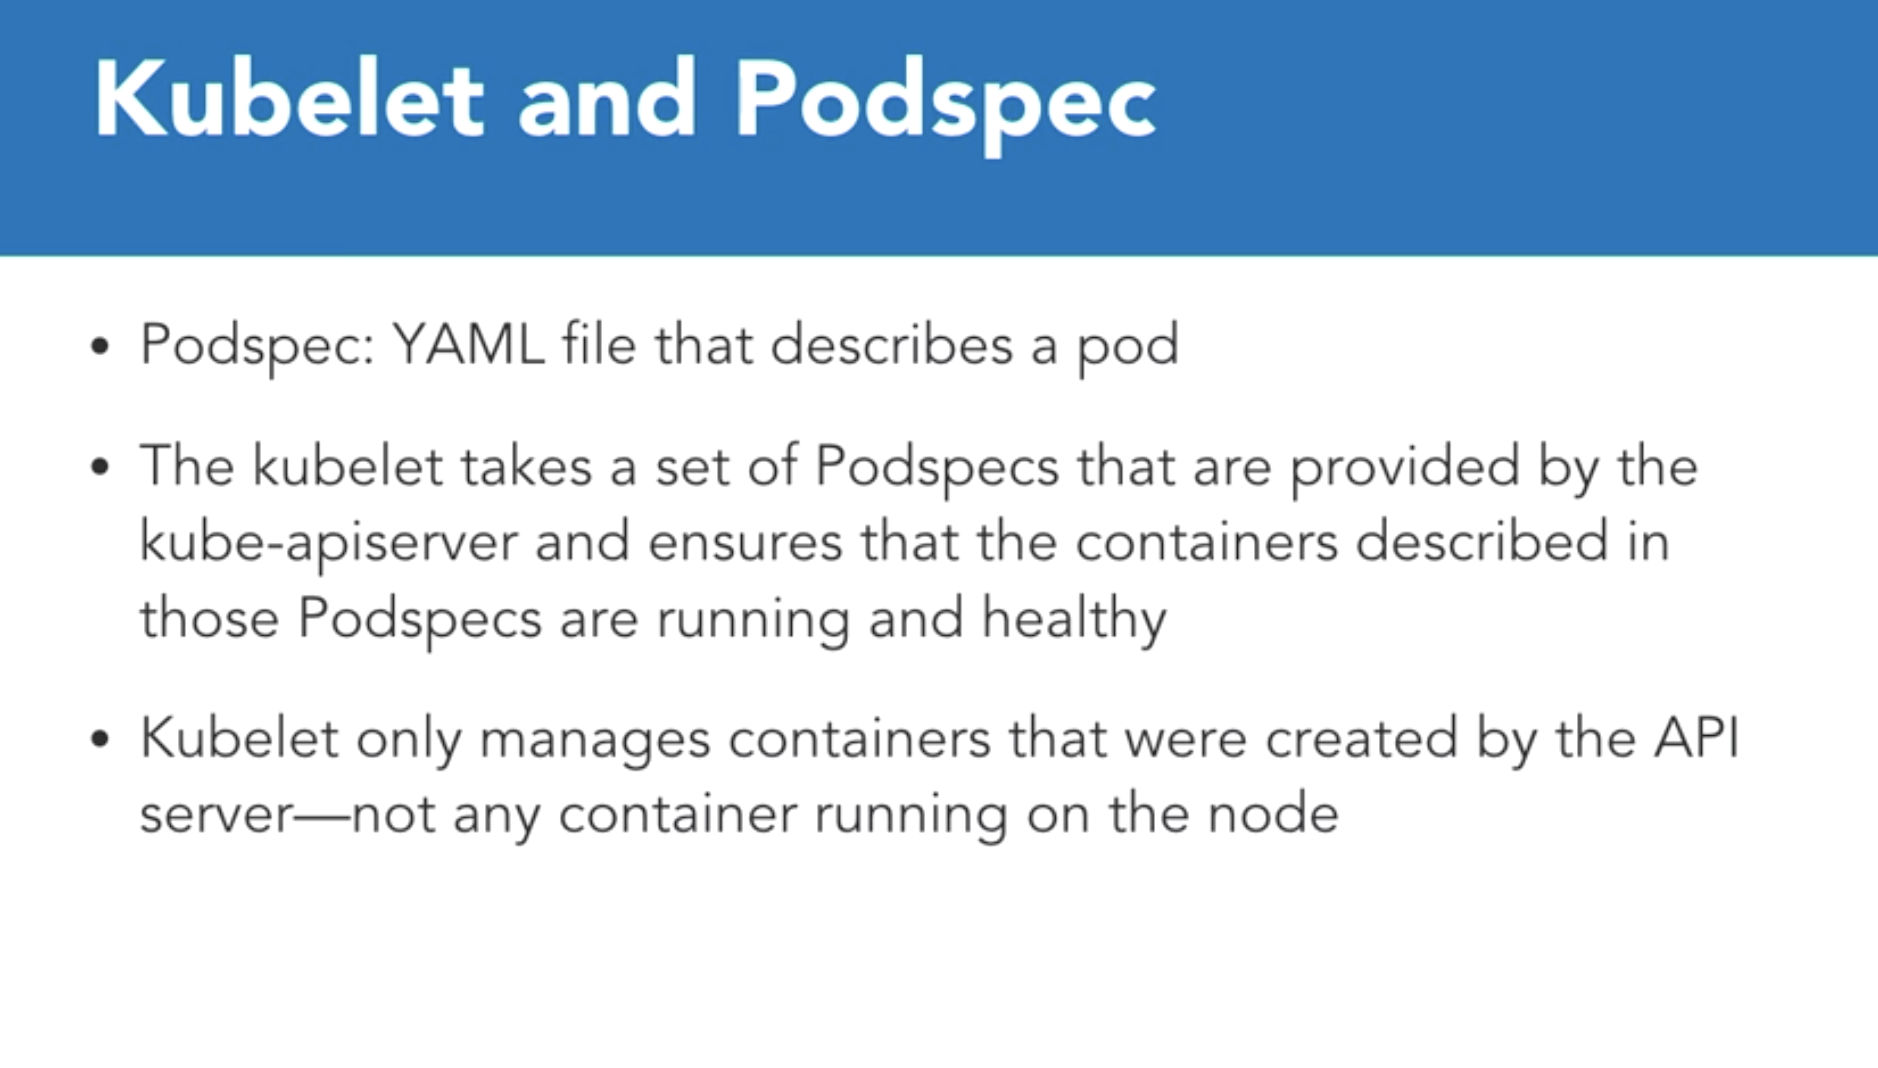 Kubelet and Podspec
• Podspec: YAML file that describes a pod
• The kubelet takes a set of Podspecs that are provided by the
kube-apiserver and ensures that the containers described in
those Podspecs are running and healthy
• Kubelet only manages containers that were created by the API
server—not any container running on the node